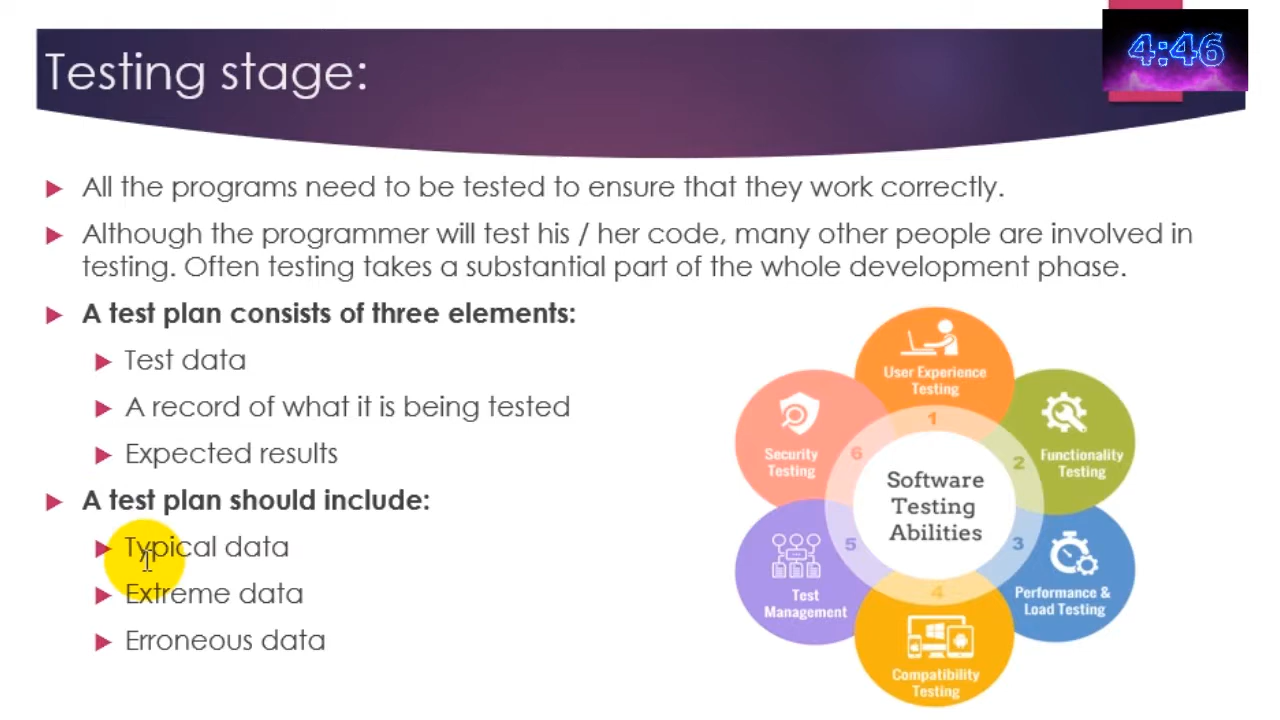 4:46
Testing stage:
All the programs need to be tested to ensure that they work correctly.
Although the programmer will test his / her code, many other people are involved in
testing. Often testing takes a substantial part of the whole development phase.
A test plan consists of three elements:
Test data
A record of what it is being tested
Expected results
A test plan should include:
Typical data
Extreme data
Erroneous data
Software
Testing
Abilities
1
User Experience
Testing
2
Functionality
Testing
3
Performance &
Load Testing
4
Compatibility
Testing
5
Test
Management
6
Security
Testing